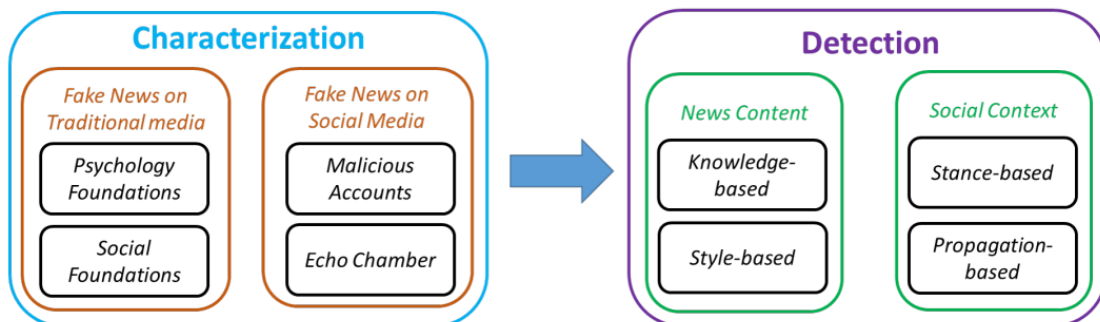 Characterization
Fake News on
Traditional media
Psychology
Foundations
Social
Foundations
Fake News on
Social Media
Malicious
Accounts
Echo Chamber
Detection
News Content
Knowledge-
based
Style-based
Social Context
Stance-based
Propagation-
based